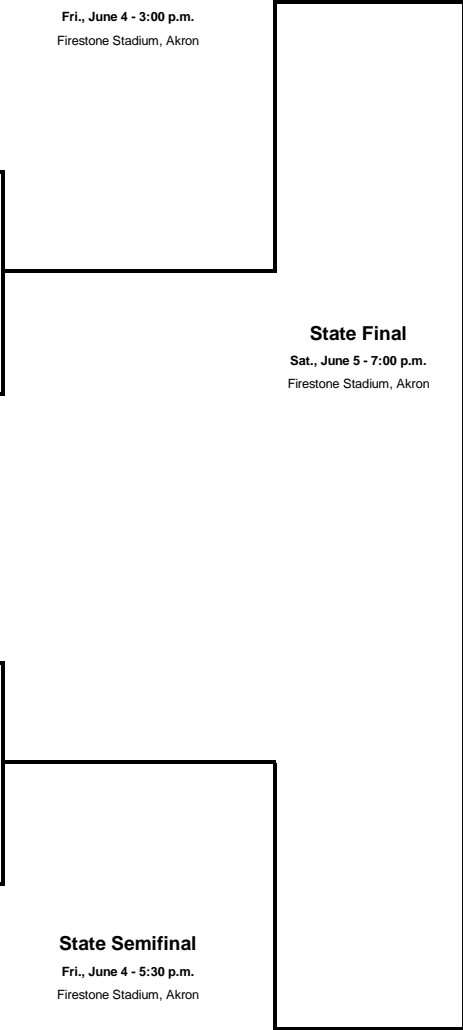 Fri., June 4 - 3:00 p.m.
Firestone Stadium, Akron
State Final
Sat., June 5 - 7:00 p.m.
Firestone Stadium, Akron
State Semifinal
Fri., June 4 - 5:30 p.m.
Firestone Stadium, Akron